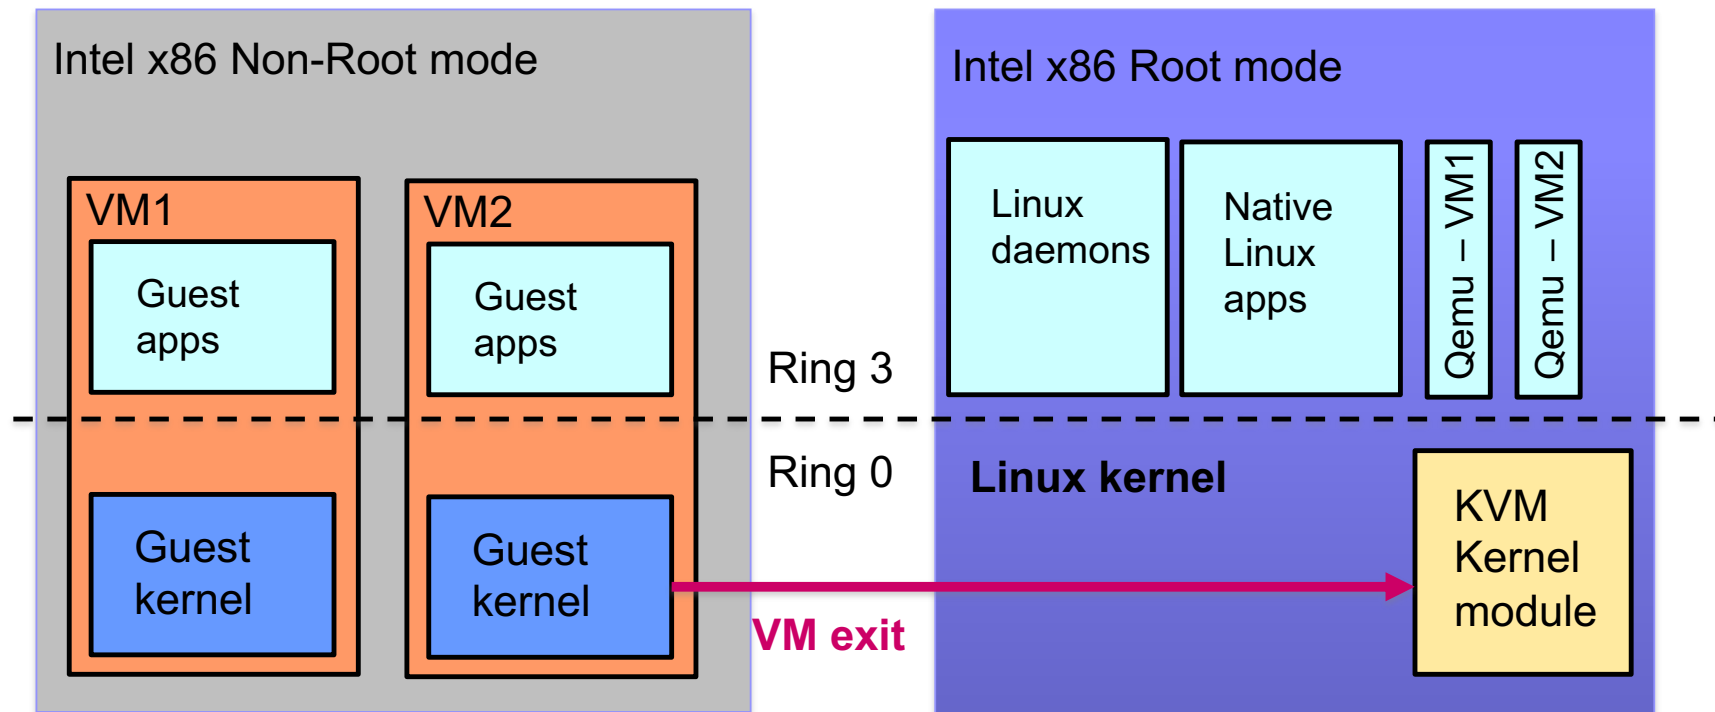 Intel x86 Non-Root mode
VM1
Guest
apps
Guest
kernel
VM2
Guest
apps
Guest
kernel
Ring 3
Ring 0
VM exit
Intel x86 Root mode
Linux
daemons
Native
Linux
apps
Qemu – VM1
Qemu – VM2
Linux kernel
KVM
Kernel
module